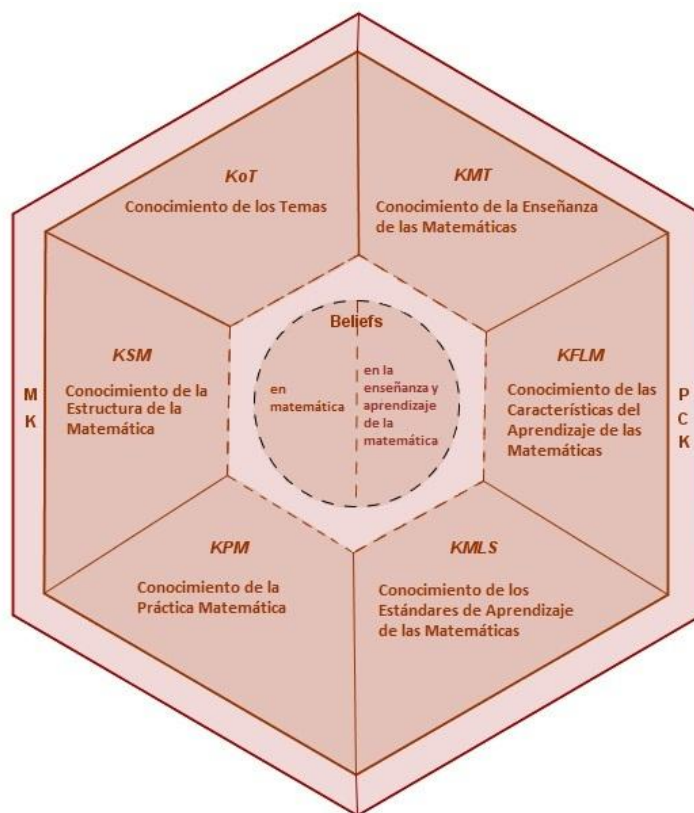 KoT
Conocimiento de los Temas
KMT
Conocimiento de la Enseñanza
de las Matemáticas
Beliefs
en
matemática
en la
enseñanza y
aprendizaje
de la
matemática
KSM
Conocimiento de la
Estructura de la
Matemática
KFLM
Conocimiento de las
Características del
Aprendizaje de las
Matemáticas
M
K
P
C
K
KPM
Conocimiento de la
Práctica Matemática
KMLS
Conocimiento de los
Estándares de Aprendizaje
de las Matemáticas